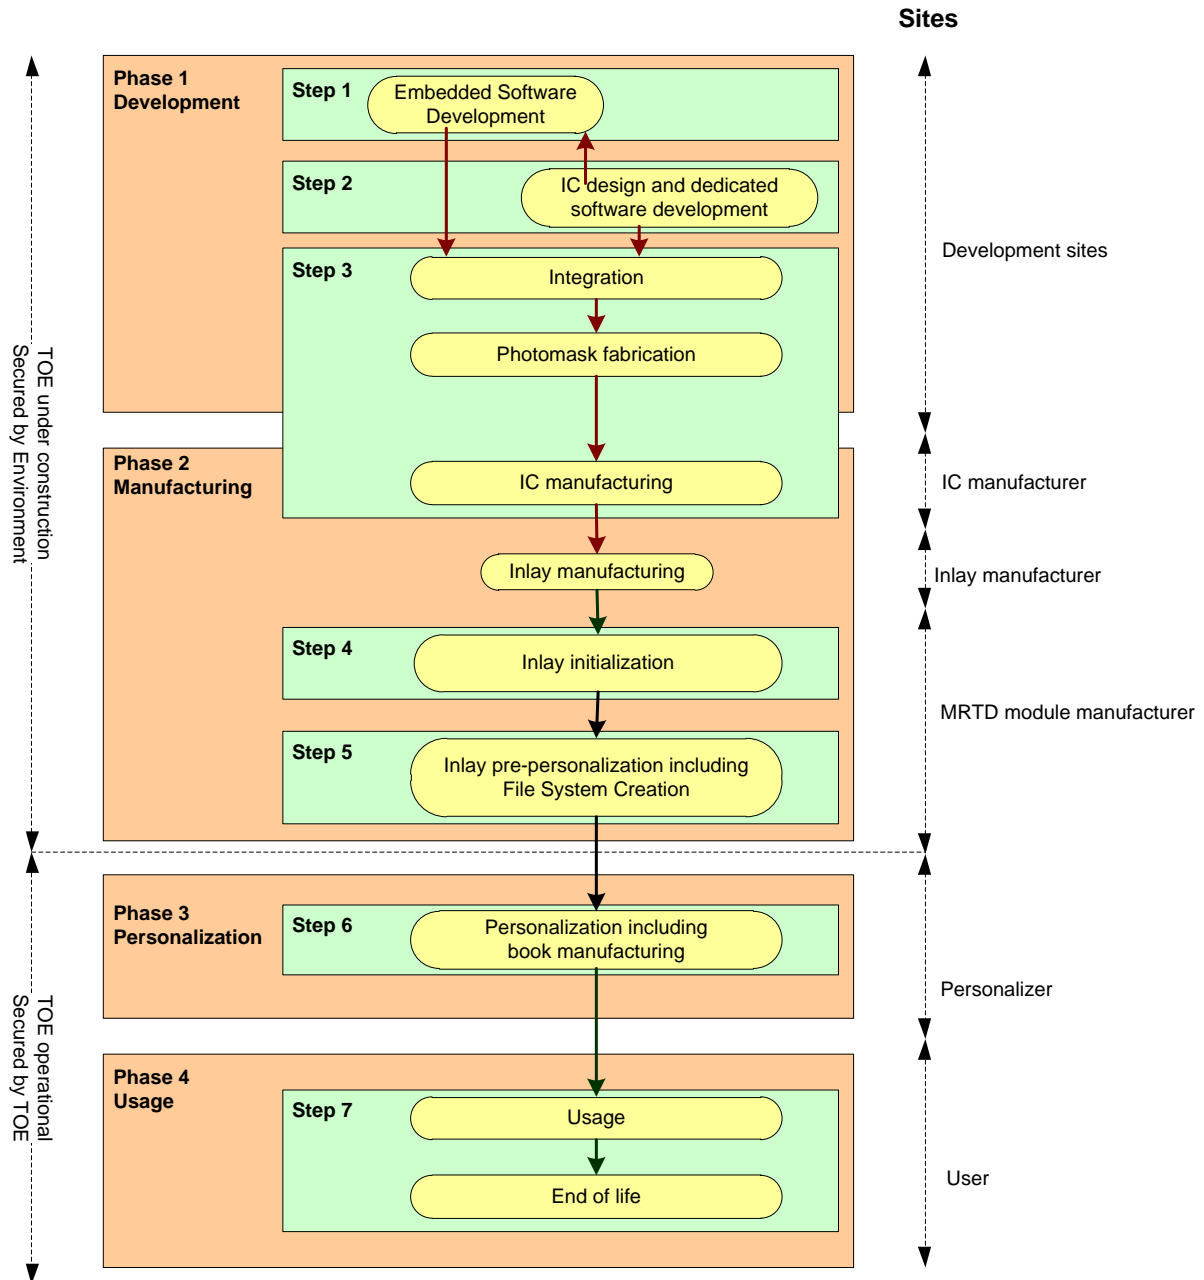 Sites
Phase 1
Development
Step 1
Embedded Software
Development
Step 2
IC design and dedicated
software development
Step 3
Integration
Development sites
Photomask fabrication
TOE under construction
Secured by Environment
Phase 2
Manufacturing
IC manufacturing
IC manufacturer
Inlay manufacturing
Inlay manufacturer
Step 4
Inlay initialization
MRTD module manufacturer
Step 5
Inlay pre-personalization including
File System Creation
Phase 3
Personalization
Step 6
Personalization including
book manufacturing
Personalizer
TOE operational
Secured by TOE
Phase 4
Usage
Step 7
Usage
End of life
User